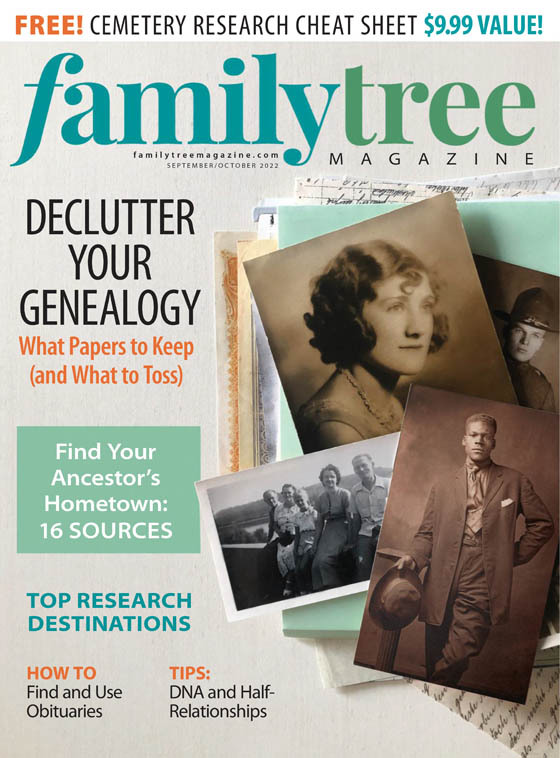 FREE! CEMETERY RESEARCH CHEAT SHEET $9.99 VALUE!
familytree
familytreemagazine.com
MAGAZINE
SEPTEMBER/OCTOBER 2022
DECLUTTER
YOUR
GENEALOGY
What Papers to Keep
(and What to Toss)
Find Your
Ancestor's
Hometown:
16 SOURCES
TOP RESEARCH
DESTINATIONS
HOW TO
Find and Use
Obituaries
TIPS:
DNA and Half-
Relationships